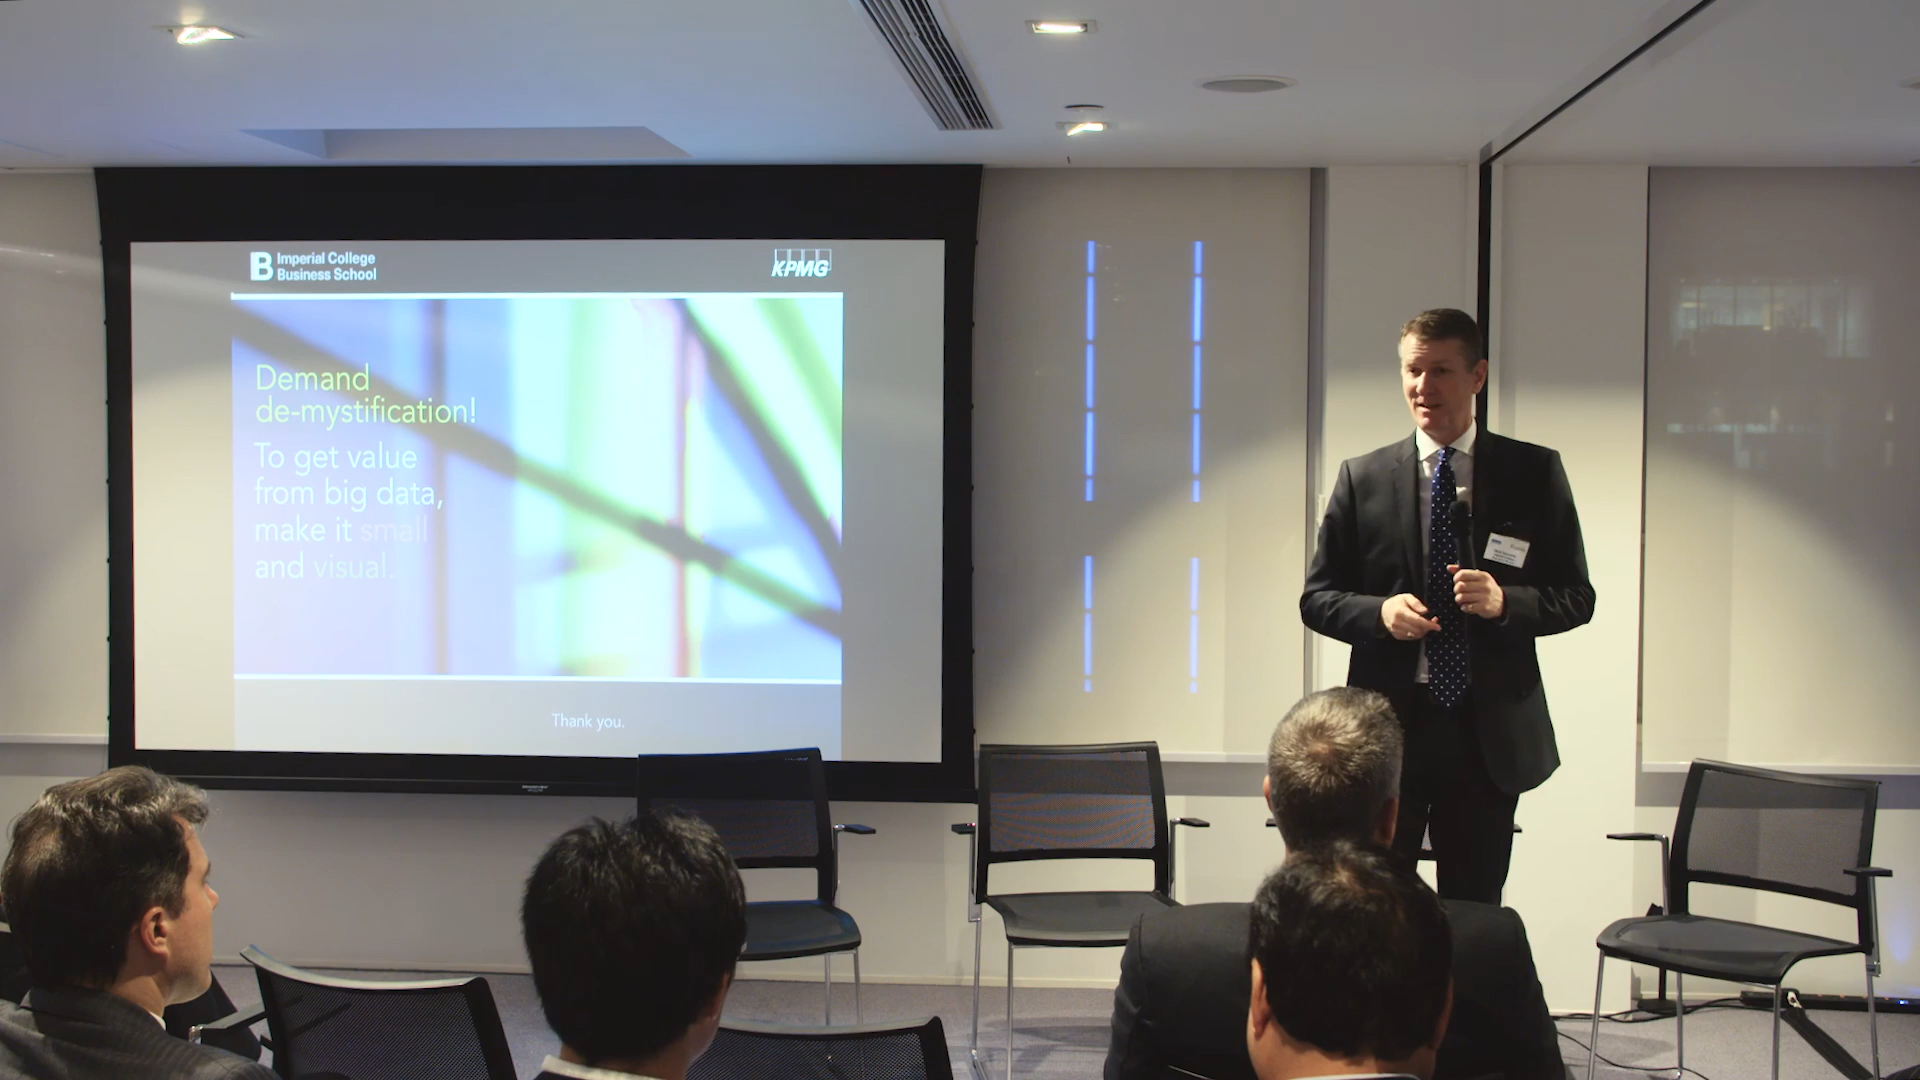 B Imperial College
Business School
KPMG
Demand
de-mystification!
To get value
from big data,
make it small
and visual.
Thank you.